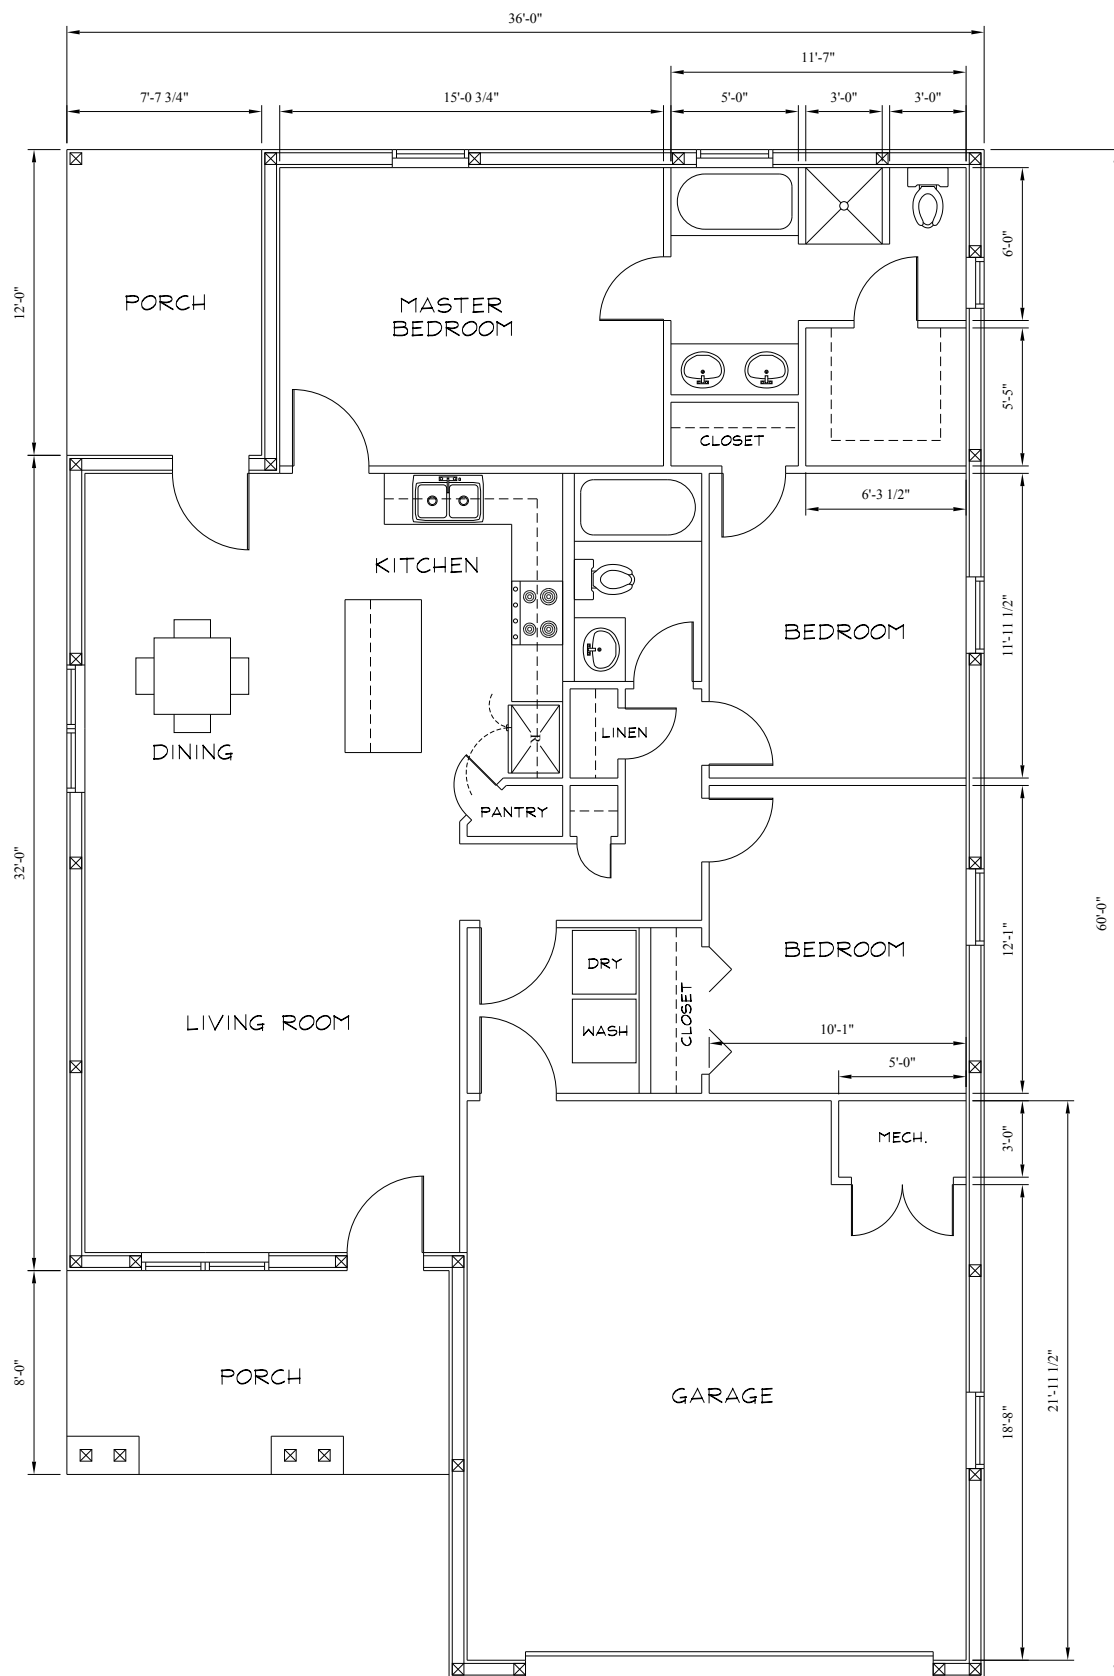 36'-0"
11'-7"
7'-7 3/4"
15'-0 3/4"
5'-0"
3'-0"
3'-0"
12'-0"
PORCH
MASTER
BEDROOM
6'-0"
5'-5"
CLOSET
6'-3 1/2"
KITCHEN
11'-11 1/2"
BEDROOM
DINING
LINEN
R
PANTRY
32'-0"
60'-0"
12'-1"
BEDROOM
DRY
CLOSET
WASH
LIVING ROOM
10'-1"
5'-0"
MECH.
3'-0"
8'-0"
PORCH
GARAGE
21'-11 1/2"
18'-8"